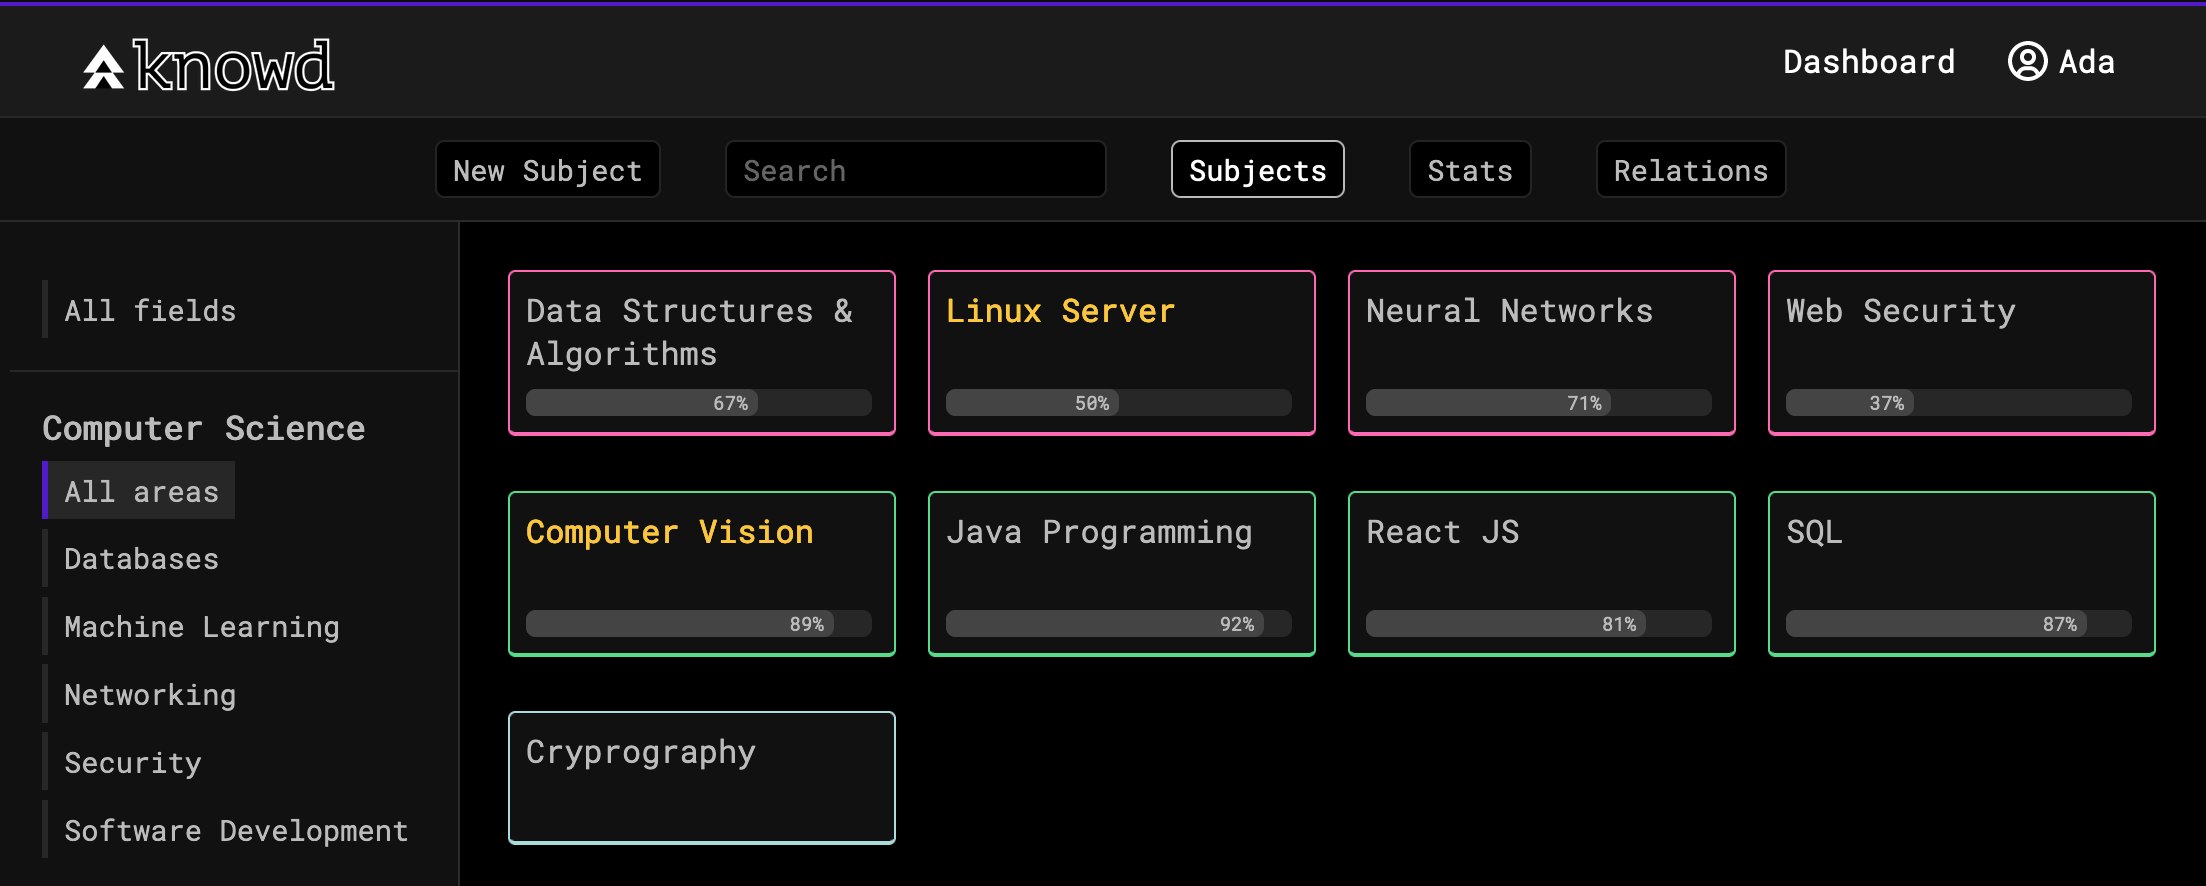 knowd
Dashboard
Ada
New Subject
Search
Subjects
Stats
Relations
All fields
Computer Science
All areas
Databases
Machine Learning
Networking
Security
Software Development
Data Structures &
Algorithms
67%
Linux Server
50%
Neural Networks
71%
Web Security
37%
Computer Vision
89%
Java Programming
92%
React JS
81%
SQL
87%
Cryprography